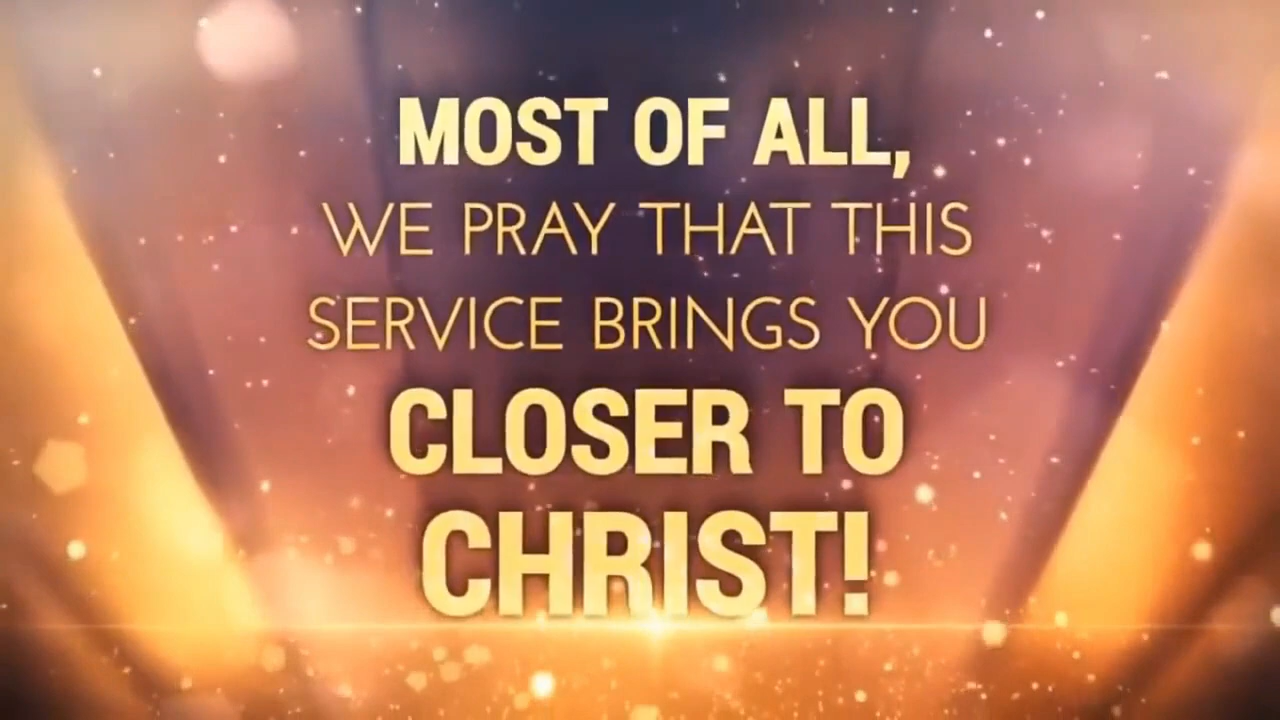 MOST OF ALL,
WE PRAY THAT THIS
SERVICE BRINGS YOU
CLOSER TO
CHRIST!